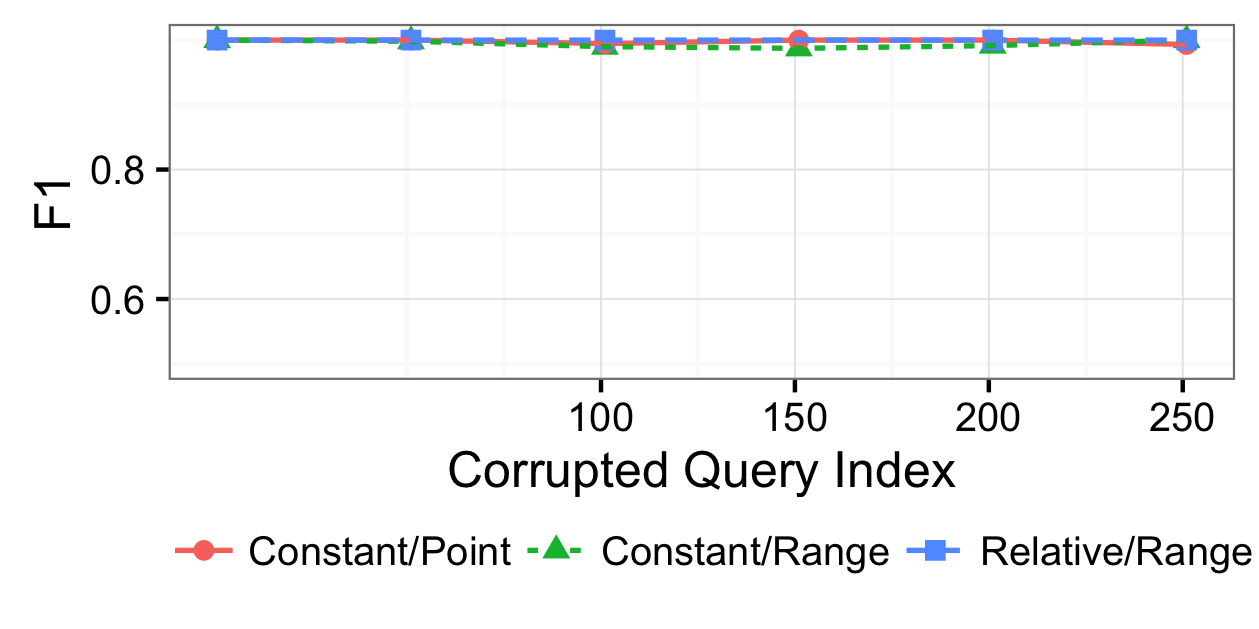 F1
0.8
0.6
100 150 200 250
Corrupted Query Index
Constant/Point Constant/Range Relative/Range